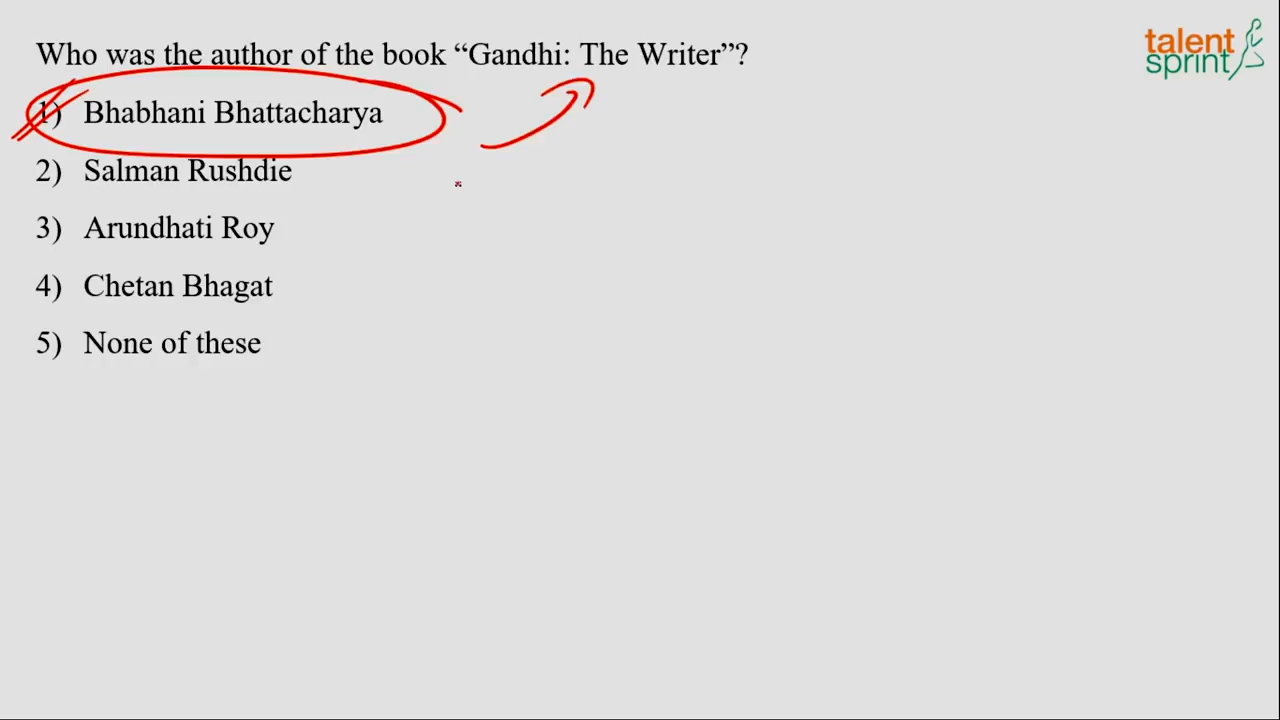 Who was the author of the book “Gandhi: The Writer”?
1) Bhabhani Bhattacharya
2) Salman Rushdie
3) Arundhati Roy
4) Chetan Bhagat
5) None of these
talent
sprint